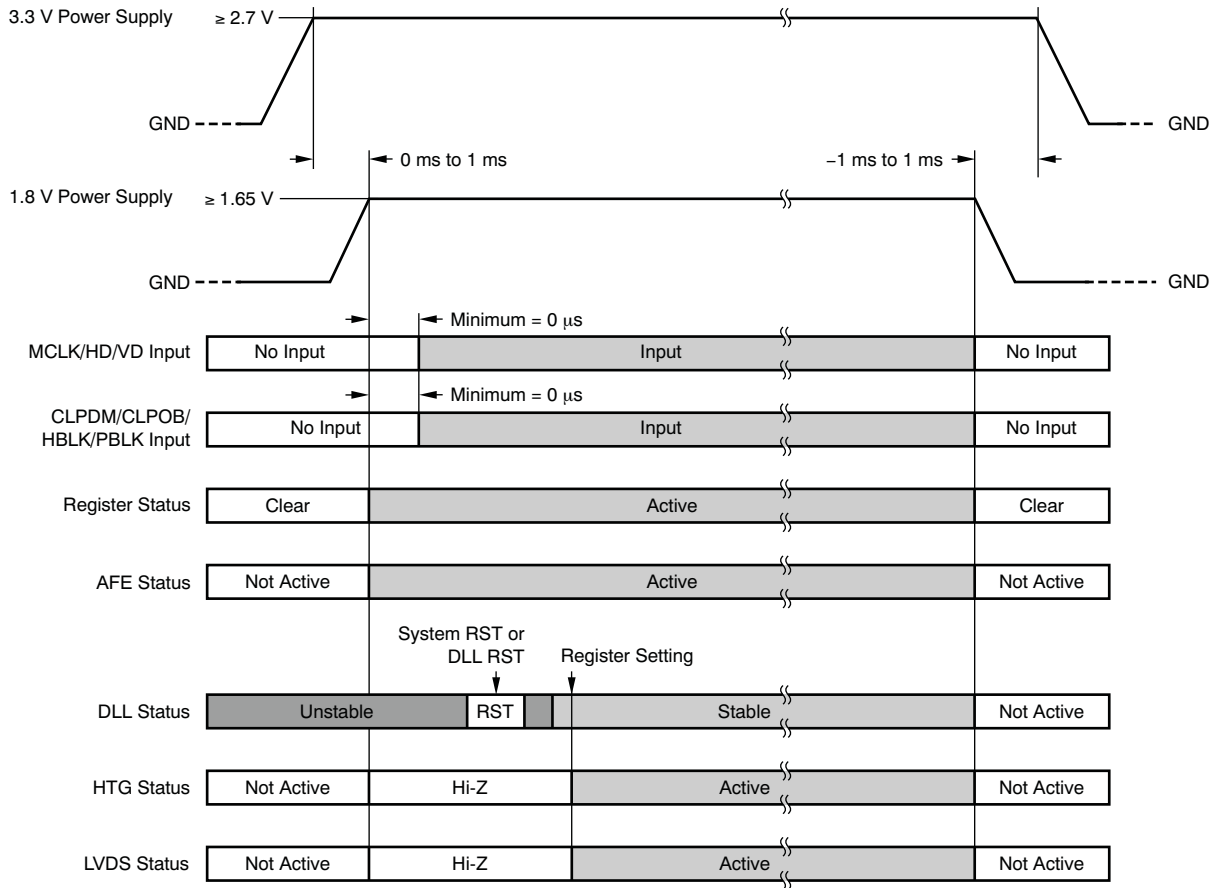 3.3 V Power Supply ≥ 2.7 V
GND GND
0 ms to 1 ms −1 ms to 1 ms
1.8 V Power Supply ≥ 1.65 V
GND GND
Minimum = 0 μs
MCLK/HD/VD Input No Input Input No Input
Minimum = 0 μs
CLPDM/CLPOB/
HBLK/PBLK Input No Input Input No Input
Register Status Clear Active Clear
AFE Status Not Active Active Not Active
System RST or
DLL RST Register Setting
DLL Status Unstable RST Stable Not Active
HTG Status Not Active Hi-Z Active Not Active
LVDS Status Not Active Hi-Z Active Not Active